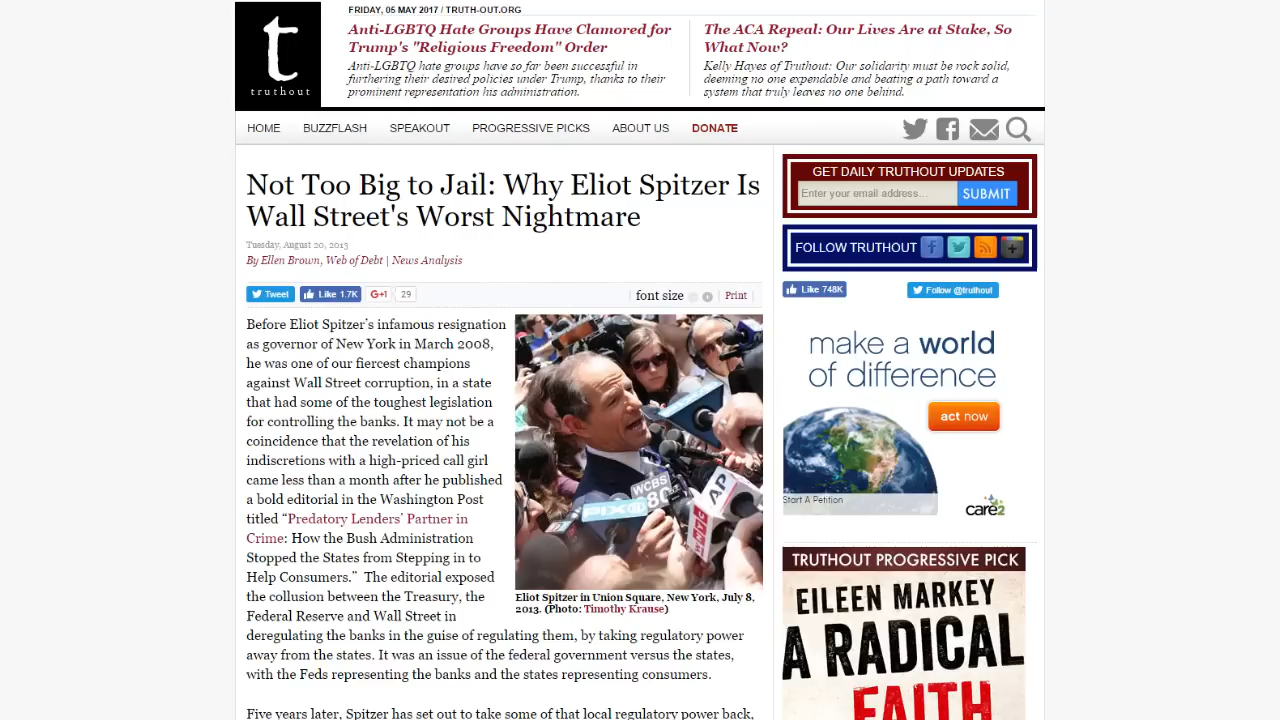 FRIDAY, 05 MAY 2017 / TRUTH-OUT.ORG
t
truthout
Anti-LGBTQ Hate Groups Have Clamored for
Trump's "Religious Freedom" Order
Anti-LGBTQ hate groups have so far been successful in
furthering their desired policies under Trump, thanks to their
prominent representation his administration.
The ACA Repeal: Our Lives Are at Stake, So
What Now?
Kelly Hayes of Truthout: Our solidarity must be rock solid,
deeming no one expendable and beating a path toward a
system that truly leaves no one behind.
HOME BUZZFLASH SPEAKOUT PROGRESSIVE PICKS ABOUT US DONATE
Not Too Big to Jail: Why Eliot Spitzer Is
Wall Street's Worst Nightmare
Tuesday, August 20, 2013
By Ellen Brown, Web of Debt | News Analysis
Tweet Like 1.7K G+1 29 font size Print
Before Eliot Spitzer’s infamous resignation
as governor of New York in March 2008,
he was one of our fiercest champions
against Wall Street corruption, in a state
that had some of the toughest legislation
for controlling the banks. It may not be a
coincidence that the revelation of his
indiscretions with a high-priced call girl
came less than a month after he published
a bold editorial in the Washington Post
titled “Predatory Lenders’ Partner in
Crime: How the Bush Administration
Stopped the States from Stepping in to
Help Consumers.” The editorial exposed
the collusion between the Treasury, the
Federal Reserve and Wall Street in
deregulating the banks in the guise of regulating them, by taking regulatory power
away from the states. It was an issue of the federal government versus the states,
with the Feds representing the banks and the states representing consumers.
Five years later, Spitzer has set out to take some of that local regulatory power back,
WCBS
80
AP
PIX
Eliot Spitzer in Union Square, New York, July 8,
2013. (Photo: Timothy Krause)
GET DAILY TRUTHOUT UPDATES
Enter your email address... SUBMIT
FOLLOW TRUTHOUT
Like 748K Follow @truthout
make a world
of difference
act now
Start A Petition
care2
TRUTHOUT PROGRESSIVE PICK
EILEEN MARKEY
A RADICAL
FAITH